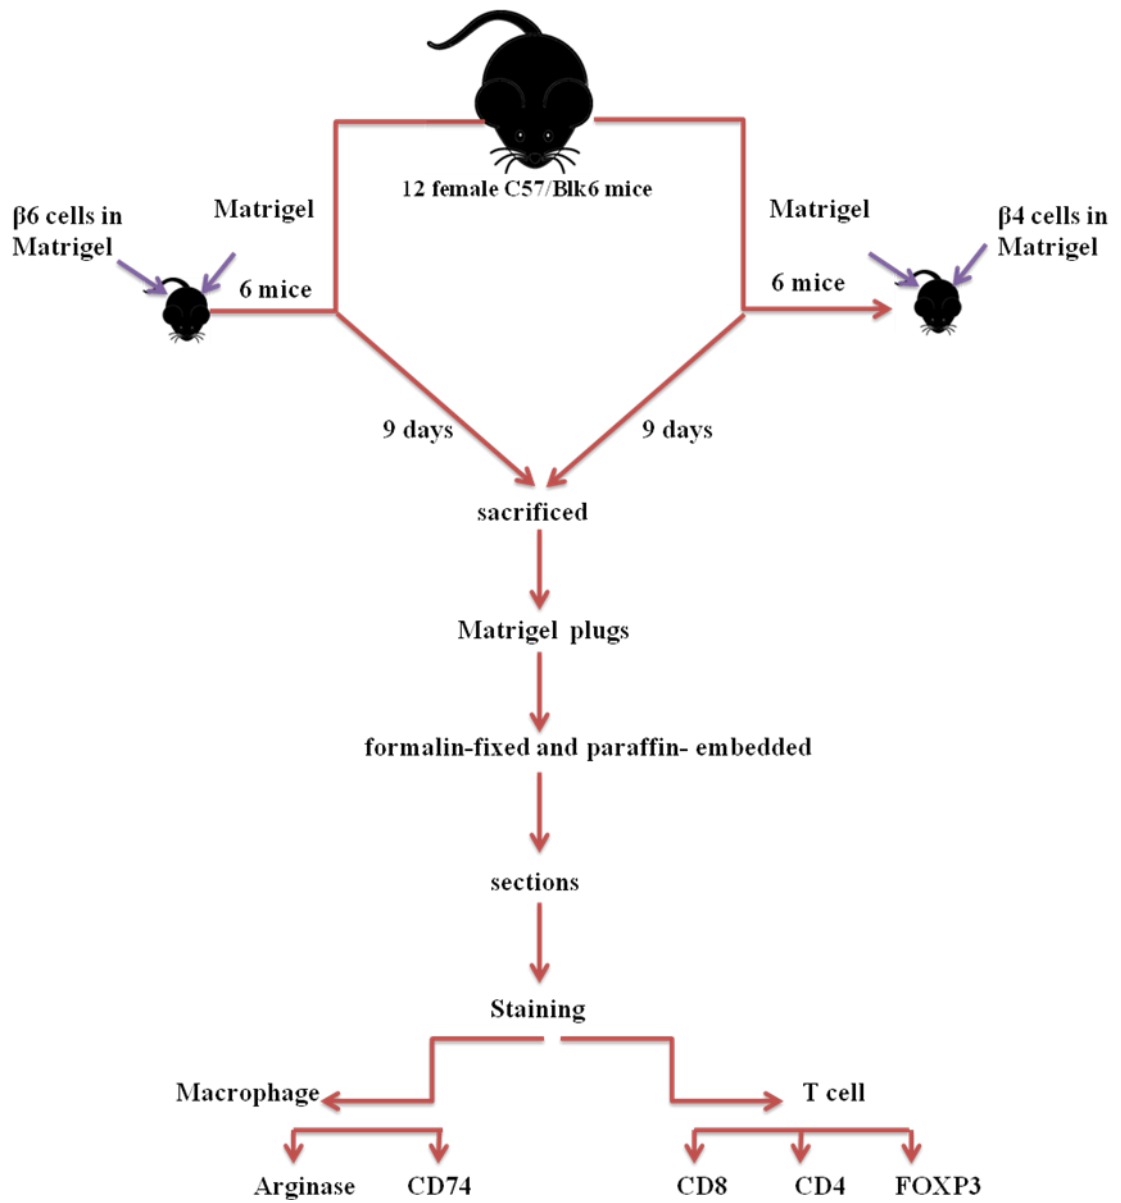 12 female C57/Blk6 mice
β6 cells in
Matrigel
Matrigel
6 mice
Matrigel
β4 cells in
Matrigel
6 mice
9 days
9 days
sacrificed
Matrigel plugs
formalin-fixed and paraffin- embedded
sections
Staining
Macrophage
T cell
Arginase
CD74
CD8
CD4
FOXP3